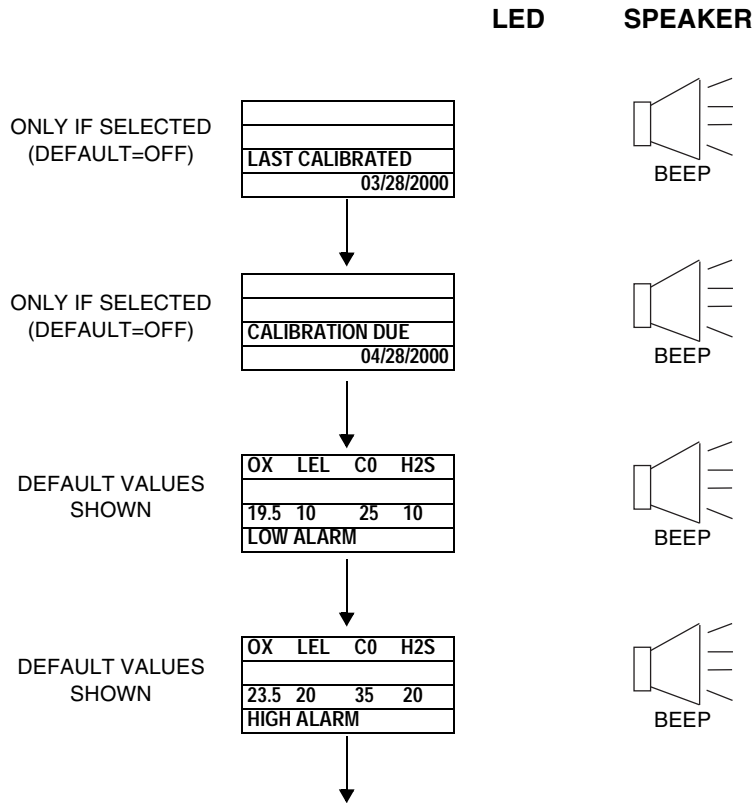 LED SPEAKER
ONLY IF SELECTED
(DEFAULT=OFF)
LAST CALIBRATED
03/28/2000
BEEP
ONLY IF SELECTED
(DEFAULT=OFF)
CALIBRATION DUE
04/28/2000
BEEP
DEFAULT VALUES
SHOWN
OX LEL C0 H2S
19.5 10 25 10
LOW ALARM
BEEP
DEFAULT VALUES
SHOWN
OX LEL C0 H2S
23.5 20 35 20
HIGH ALARM
BEEP